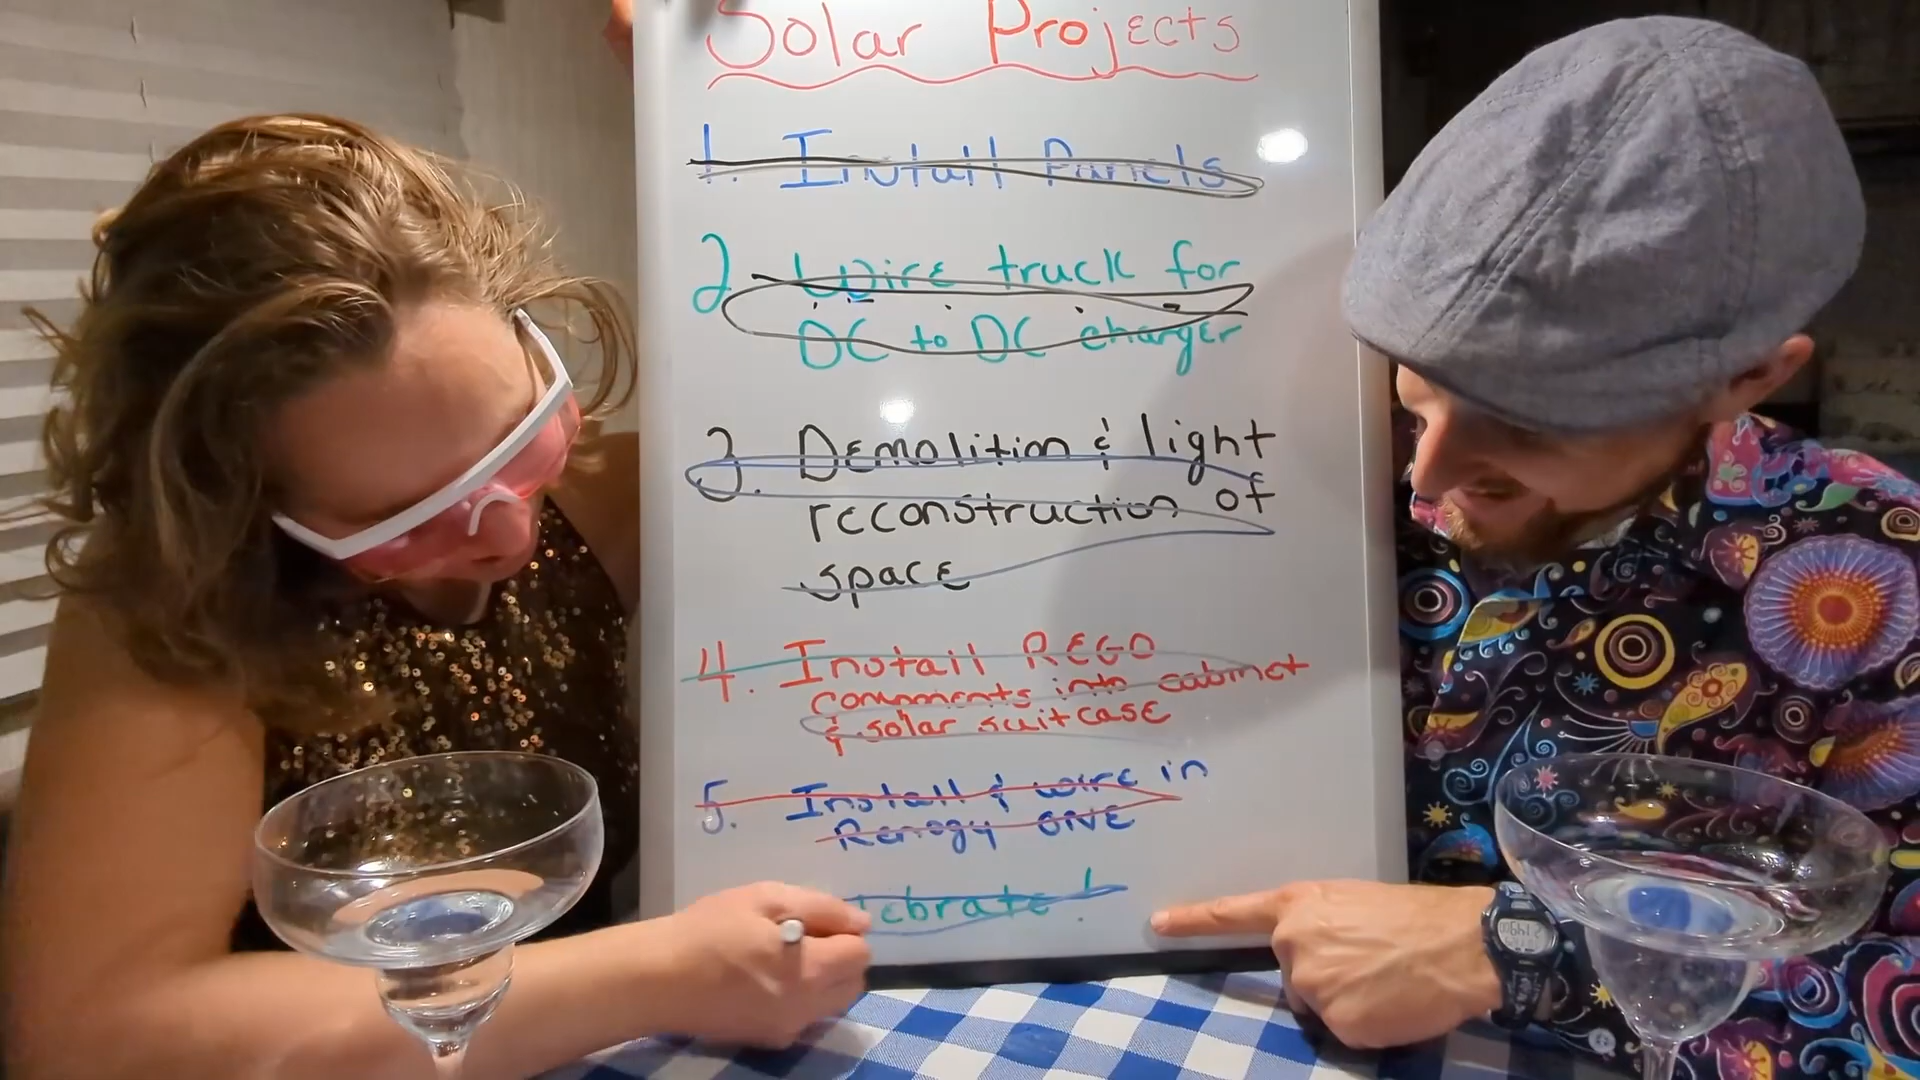 Solar Projects
1. Install Panels
2. Wire truck for
DC to DC charger
3. Demolition & light
reconstruction of
space
4. Install REGO
components into cabinet
& solar suitcase
5. Install & wire in
Renogy ONE
lebrate!